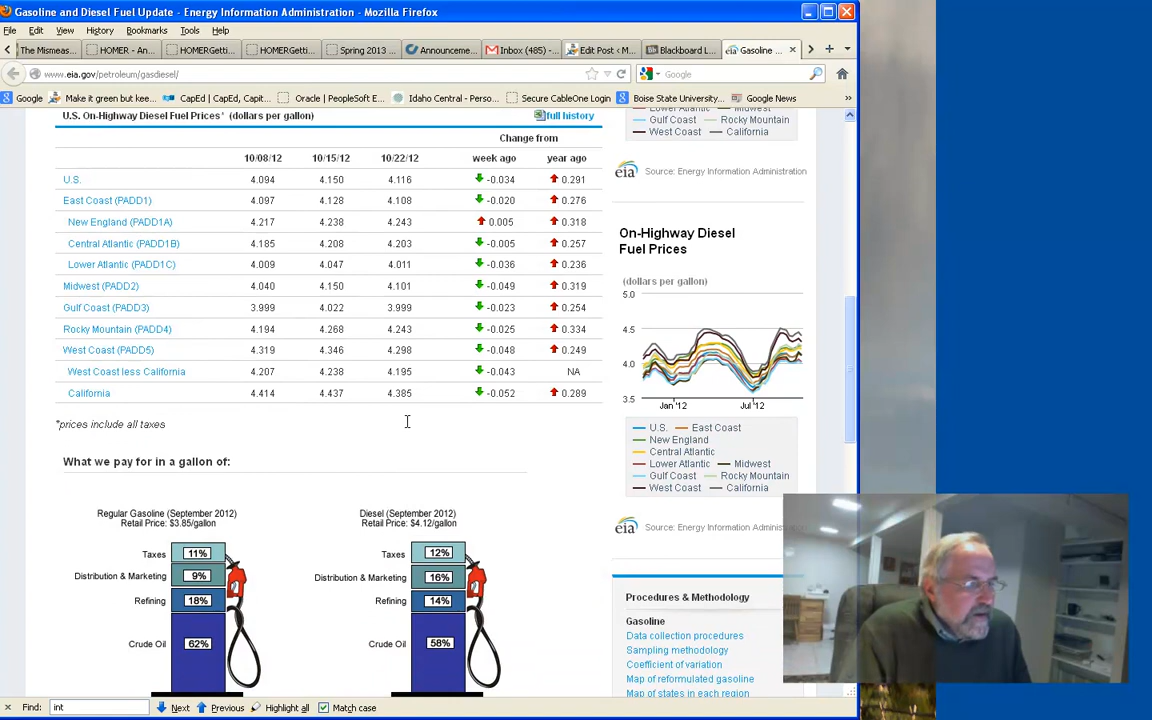 Gasoline and Diesel Fuel Update - Energy Information Administration - Mozilla Firefox
File Edit View History Bookmarks Tools Help
The Mismeas... HOMER - An... HOMERGetti... HOMERGetti... Spring 2013 ... Announceme... Inbox (485) -... Edit Post ‹ M... Blackboard L... Gasoline ...
www.eia.gov/petroleum/gasdiesel/ Google
Google Make it green but kee... CapEd | CapEd, Capit... Oracle | PeopleSoft E... Idaho Central - Perso... Secure CableOne Login Boise State University... Google News
U.S. On-Highway Diesel Fuel Prices* (dollars per gallon) full history
Change from
10/08/12 10/15/12 10/22/12 week ago year ago
U.S. 4.094 4.150 4.116 -0.034 0.291
East Coast (PADD1) 4.097 4.128 4.108 -0.020 0.276
New England (PADD1A) 4.217 4.238 4.243 0.005 0.318
Central Atlantic (PADD1B) 4.185 4.208 4.203 -0.005 0.257
Lower Atlantic (PADD1C) 4.009 4.047 4.011 -0.036 0.236
Midwest (PADD2) 4.040 4.150 4.101 -0.049 0.319
Gulf Coast (PADD3) 3.999 4.022 3.999 -0.023 0.254
Rocky Mountain (PADD4) 4.194 4.268 4.243 -0.025 0.334
West Coast (PADD5) 4.319 4.346 4.298 -0.048 0.249
West Coast less California 4.207 4.238 4.195 -0.043 NA
California 4.414 4.437 4.385 -0.052 0.289
*prices include all taxes
What we pay for in a gallon of:
Regular Gasoline (September 2012)
Retail Price: $3.85/gallon
Taxes 11%
Distribution & Marketing 9%
Refining 18%
Crude Oil 62%
Diesel (September 2012)
Retail Price: $4.12/gallon
Taxes 12%
Distribution & Marketing 16%
Refining 14%
Crude Oil 58%
Lower Atlantic Midwest
Gulf Coast Rocky Mountain
West Coast California
eia Source: Energy Information Administration
On-Highway Diesel
Fuel Prices
(dollars per gallon)
5.0
4.5
4.0
3.5
Jan '12 Jul '12
U.S. East Coast
New England
Central Atlantic
Lower Atlantic Midwest
Gulf Coast Rocky Mountain
West Coast California
eia Source: Energy Information Adminis
Procedures & Methodology
Gasoline
Data collection procedures
Sampling methodology
Coefficient of variation
Map of reformulated gasoline
Map of states in each region
Find: int Next Previous Highlight all Match case